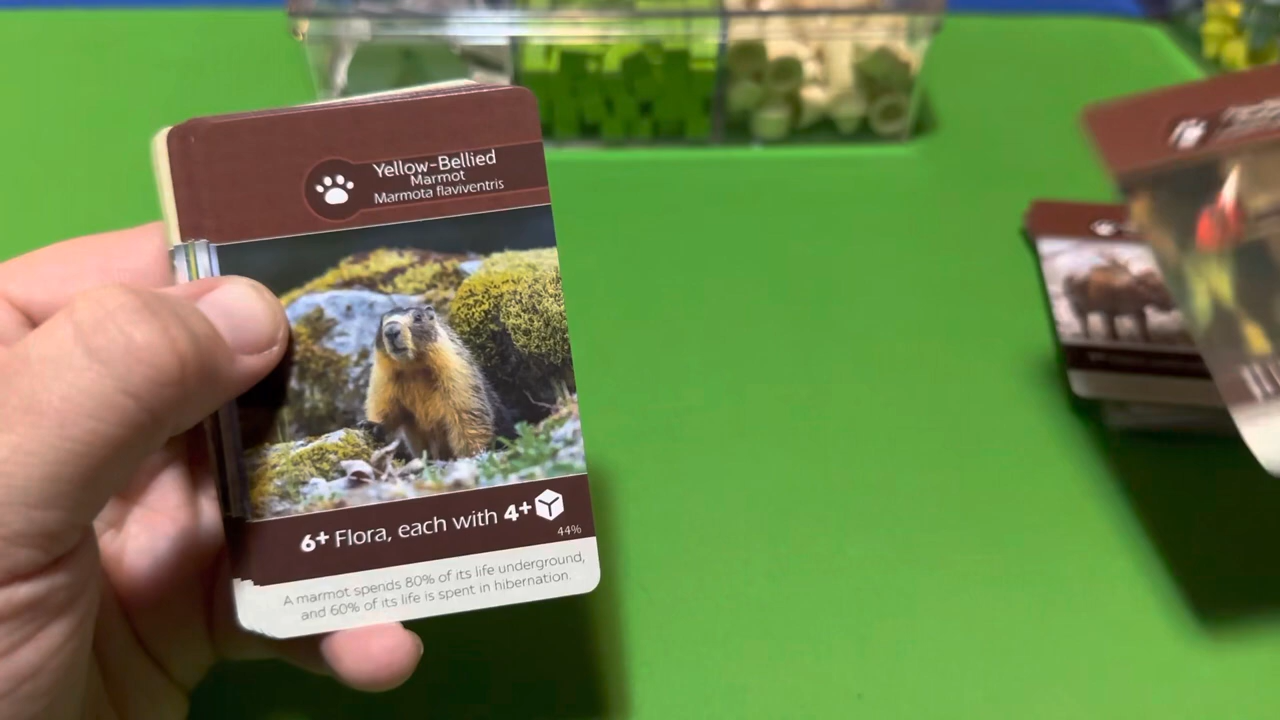 Yellow-Bellied
Marmot
Marmota flaviventris
6+ Flora, each with 4+
44%
A marmot spends 80% of its life underground,
and 60% of its life is spent in hibernation.